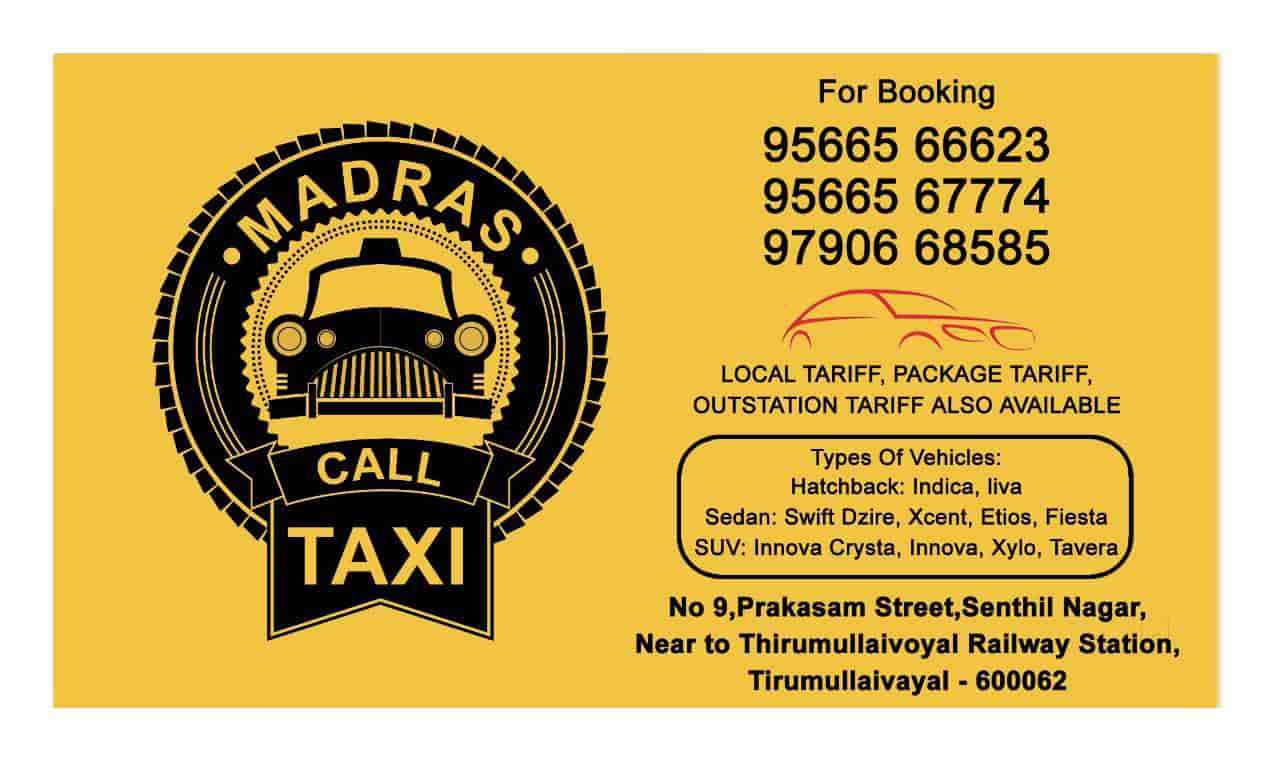 MADRAS
CALL
TAXI
For Booking
95665 66623
95665 67774
97906 68585
LOCAL TARIFF, PACKAGE TARIFF,
OUTSTATION TARIFF ALSO AVAILABLE
Types Of Vehicles:
Hatchback: Indica, liva
Sedan: Swift Dzire, Xcent, Etios, Fiesta
SUV: Innova Crysta, Innova, Xylo, Tavera
No 9,Prakasam Street,Senthil Nagar,
Near to Thirumullaivoyal Railway Station,
Tirumullaivayal - 600062